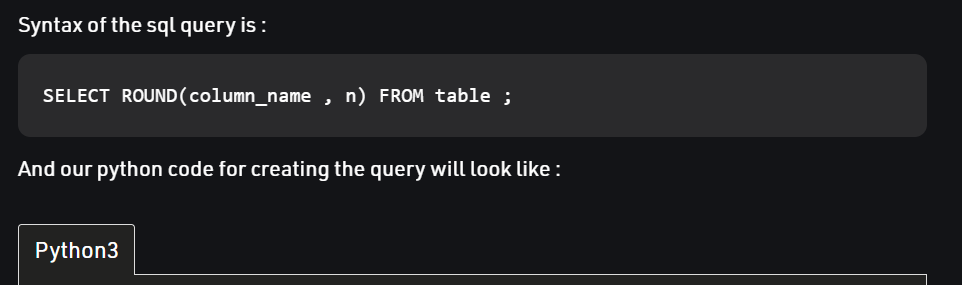 Syntax of the sql query is :
SELECT ROUND(column_name , n) FROM table ;
And our python code for creating the query will look like :
Python3